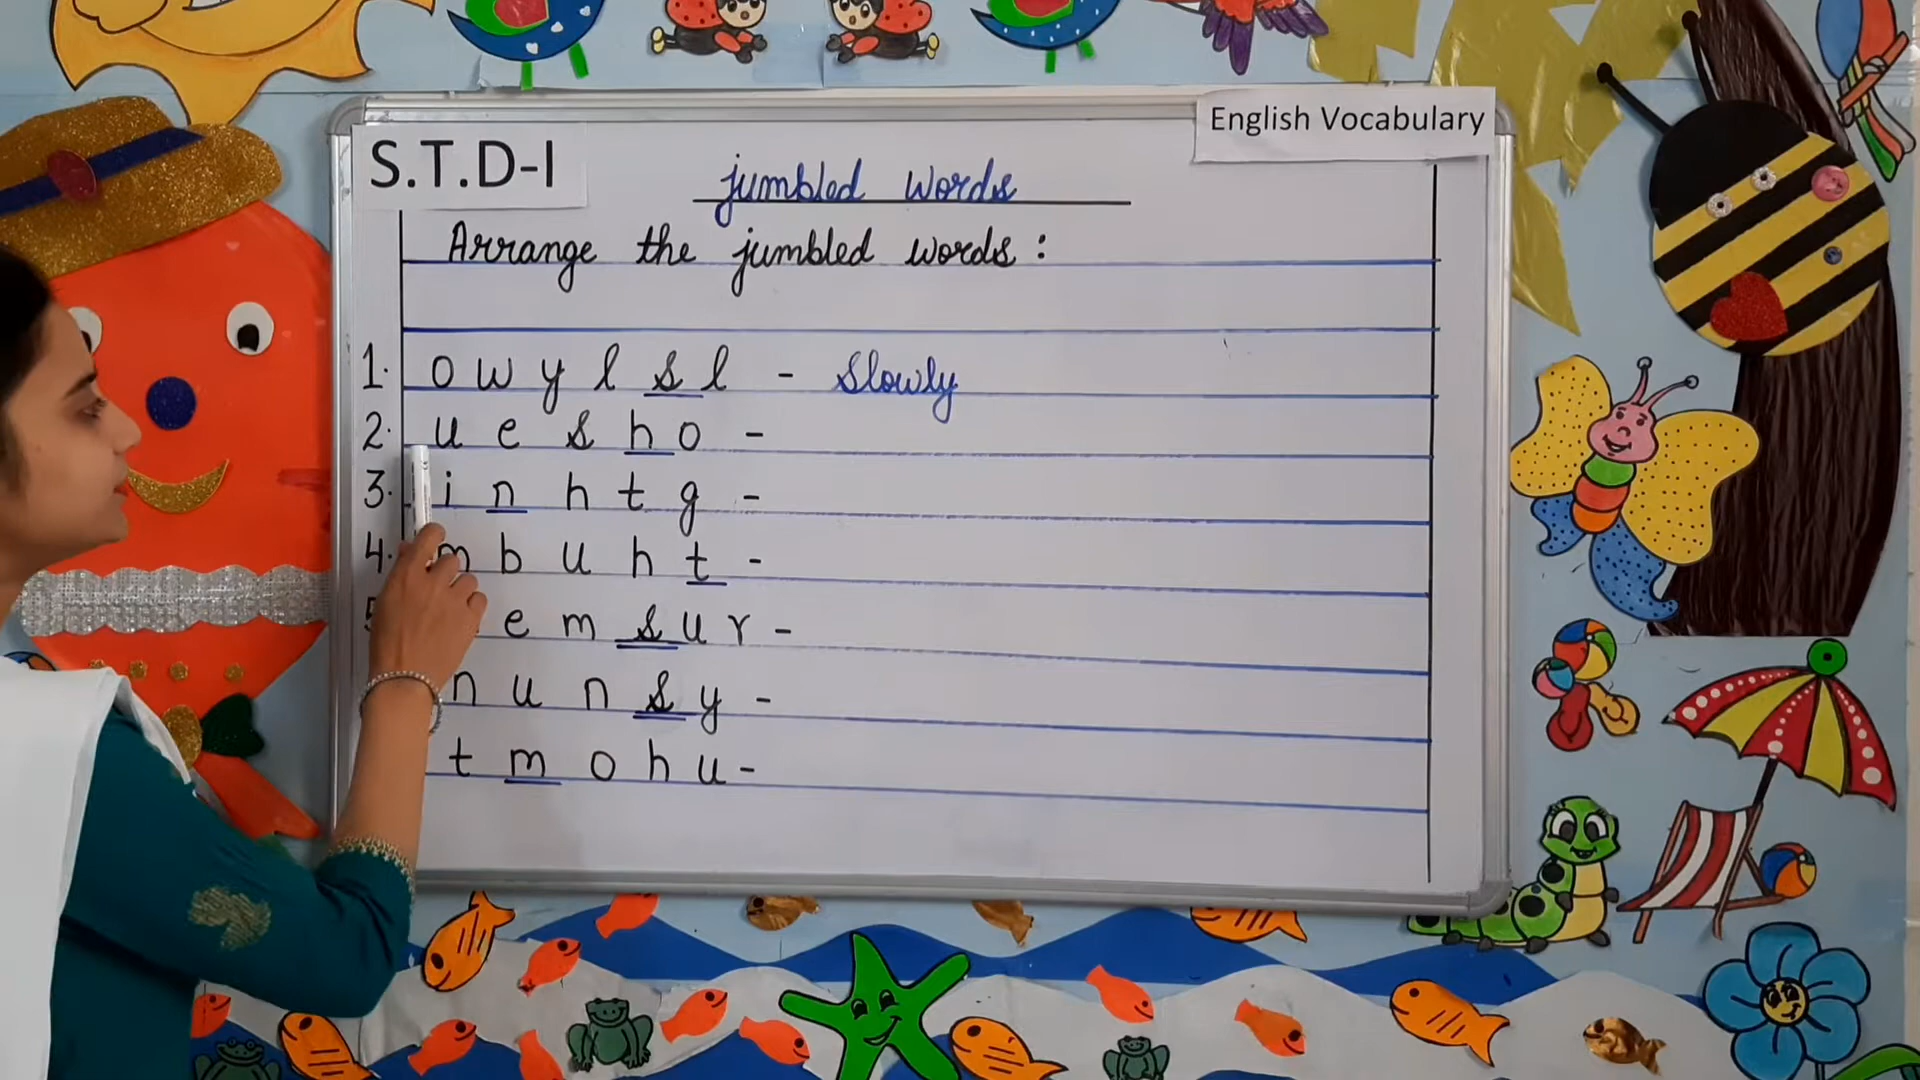 English Vocabulary
S.T.D-I
jumbled words
Arrange the jumbled words :
1. o w y l s l - Slowly
2. u e s h o -
3. i n h t g -
4. m b u h t -
e m s u r -
n u n s y -
t m o h u -